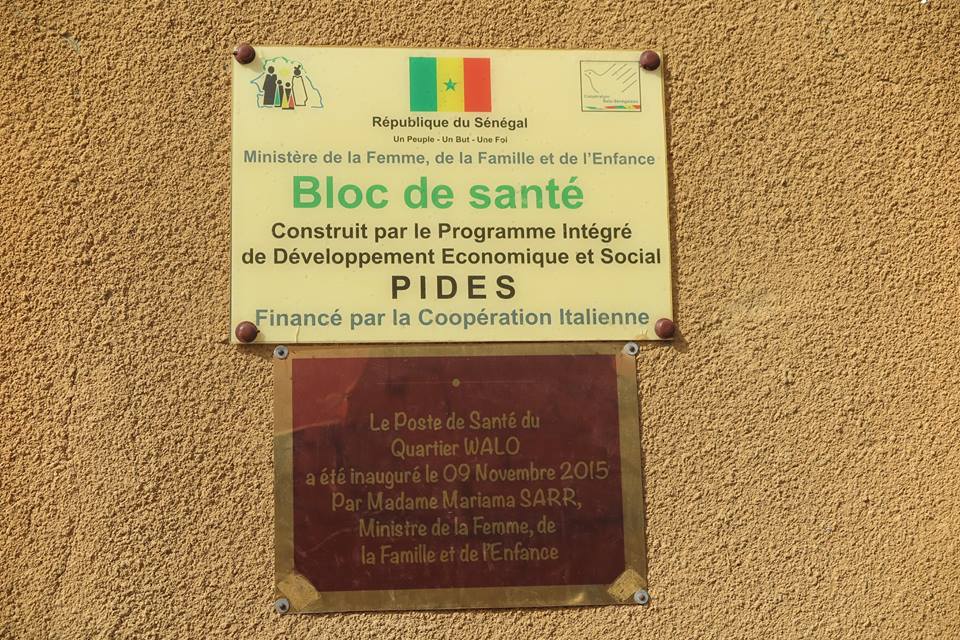 République du Sénégal
Un Peuple - Un But - Une Foi
Ministère de la Femme, de la Famille et de l'Enfance
Bloc de santé
Construit par le Programme Intégré
de Développement Economique et Social
PIDES
Financé par la Coopération Italienne
Le Poste de Santé du
Quartier WALO
a été inauguré le 09 Novembre 2015
Par Madame Mariama SARR,
Ministre de la Femme, de
la Famille et de l'Enfance